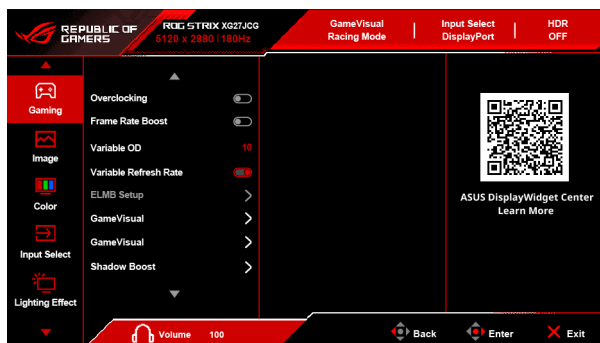 REPUBLIC OF
GAMERS
ROG STRIX XG27JCG
5120 x 2880 | 180Hz
GameVisual
Racing Mode
Input Select
DisplayPort
HDR
OFF
Gaming
Image
Color
Input Select
Lighting Effect
Overclocking
Frame Rate Boost
Variable OD 10
Variable Refresh Rate
ELMB Setup
GameVisual
GameVisual
Shadow Boost
ASUS DisplayWidget Center
Learn More
Volume 100
Back
Enter
Exit